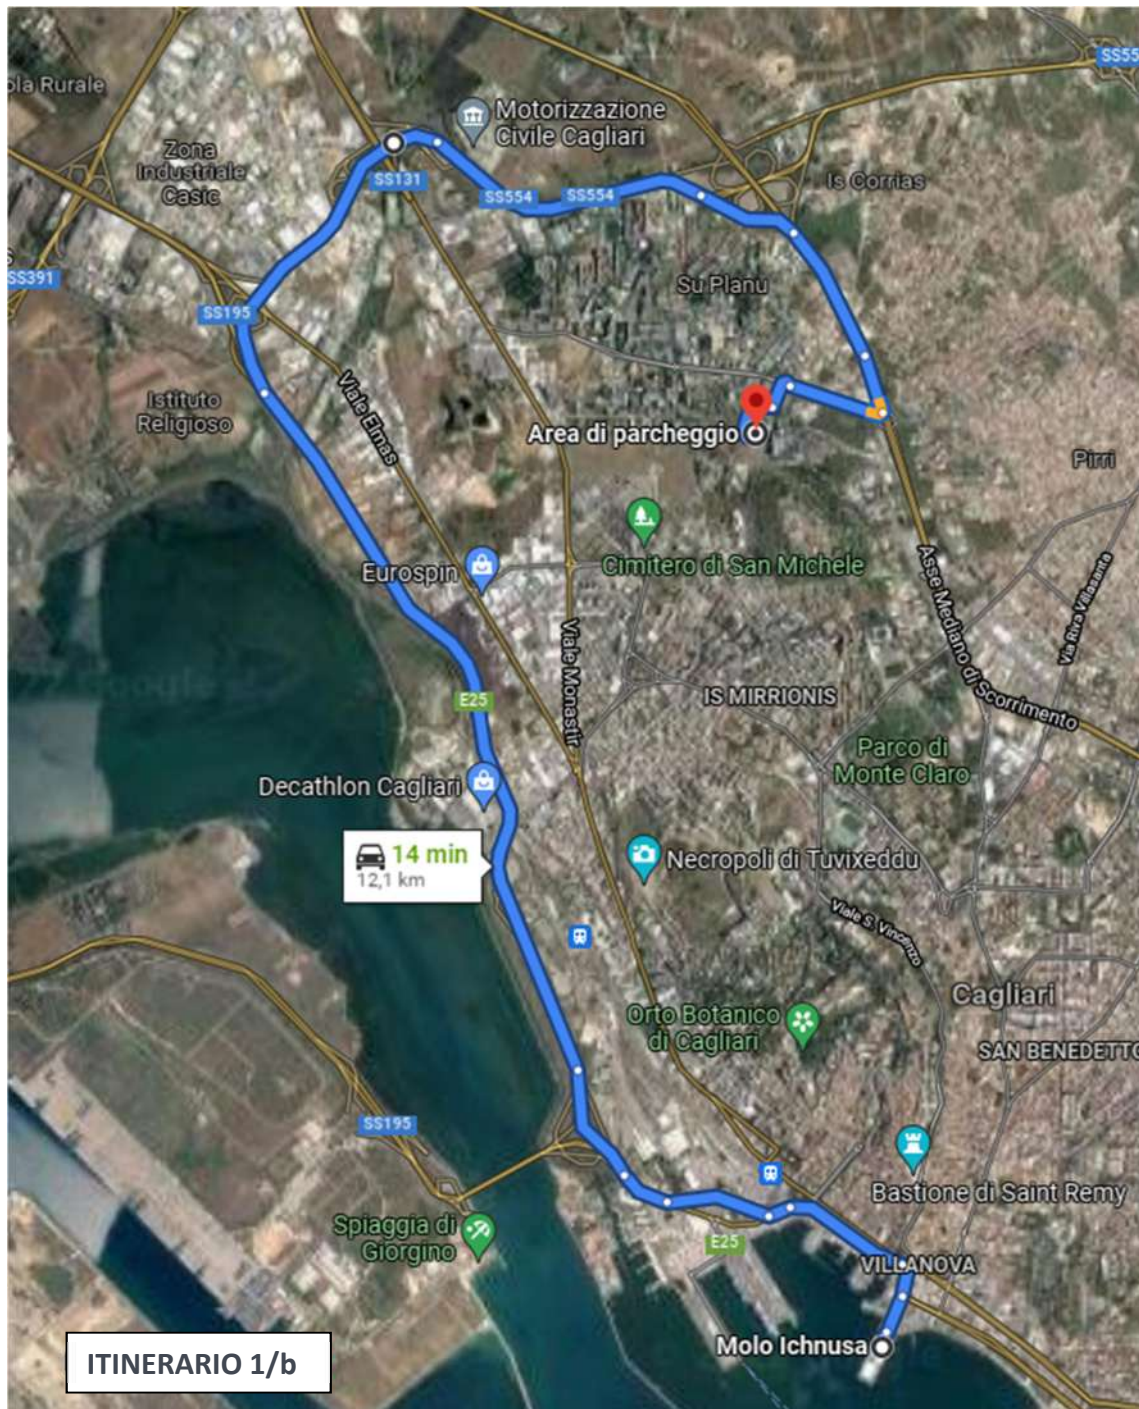 SS55
ola Rurale
Motorizzazione
Civile Cagliari
Zona
Industriale
Casic
SS131
SS554
SS554
Is Corrias
SS391
Su Planu
SS195
Istituto
Religioso
Viale Elmas
Area di parcheggio
Pirri
Cimitero di San Michele
Eurospin
Asse Mediano di Scorrimento
Via Riva Villasanta
Viale Monastir
Google
E25
IS MIRRIONIS
Parco di
Monte Claro
Decathlon Cagliari
14 min
12,1 km
Necropoli di Tuvixeddu
Viale S. Vincenzo
Cagliari
Orto Botanico
di Cagliari
SAN BENEDETTO
SS195
Bastione di Saint Remy
Spiaggia di
Giorgino
E25
VILLANOVA
Molo Ichnusa
ITINERARIO 1/b